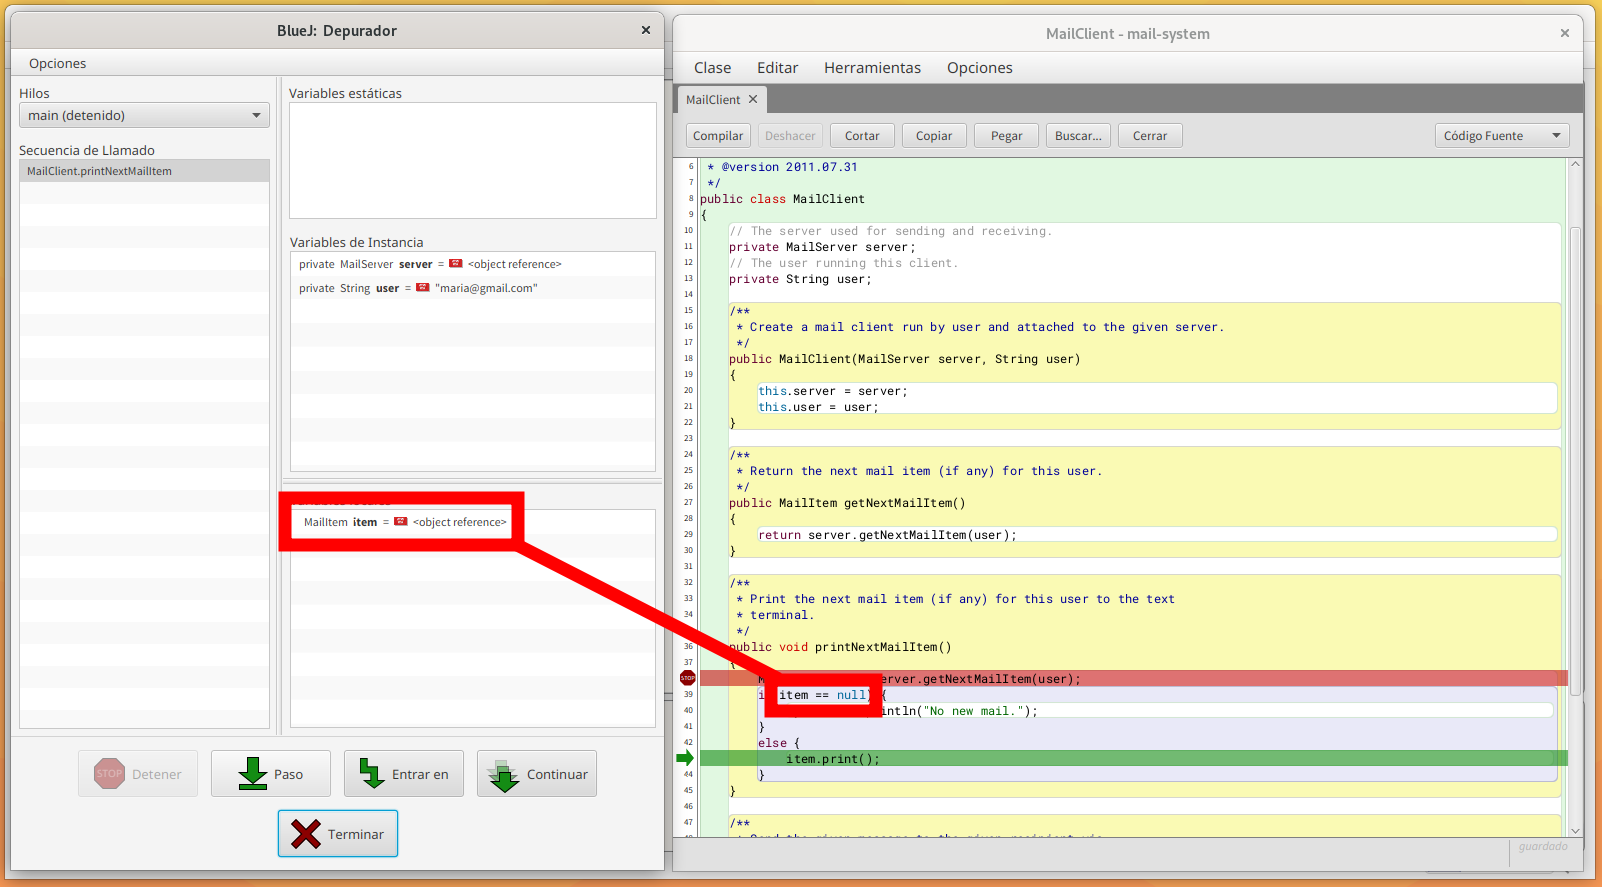 BlueJ: Depurador
Opciones
Hilos
main (detenido)
Secuencia de Llamado
MailClient.printNextMailItem
Variables estáticas
Variables de Instancia
private MailServer server = <object reference>
private String user = "maria@gmail.com"
MailItem item = <object reference>
STOP Detener
Paso
Entrar en
Continuar
Terminar
MailClient - mail-system
Clase Editar Herramientas Opciones
MailClient
Compilar Deshacer Cortar Copiar Pegar Buscar... Cerrar Código Fuente
6 * @version 2011.07.31
7 */
8 public class MailClient
9 {
10 // The server used for sending and receiving.
11 private MailServer server;
12 // The user running this client.
13 private String user;
14
15 /**
16 * Create a mail client run by user and attached to the given server.
17 */
18 public MailClient(MailServer server, String user)
19 {
20 this.server = server;
21 this.user = user;
22 }
23
24 /**
25 * Return the next mail item (if any) for this user.
26 */
27 public MailItem getNextMailItem()
28 {
29 return server.getNextMailItem(user);
30 }
31
32 /**
33 * Print the next mail item (if any) for this user to the text
34 * terminal.
*/
36 public void printNextMailItem()
37 {
STOP erver.getNextMailItem(user);
39 i item == null) {
40 intln("No new mail.");
41 }
42 else {
item.print();
44 }
45 }
46
47 /**
guardado